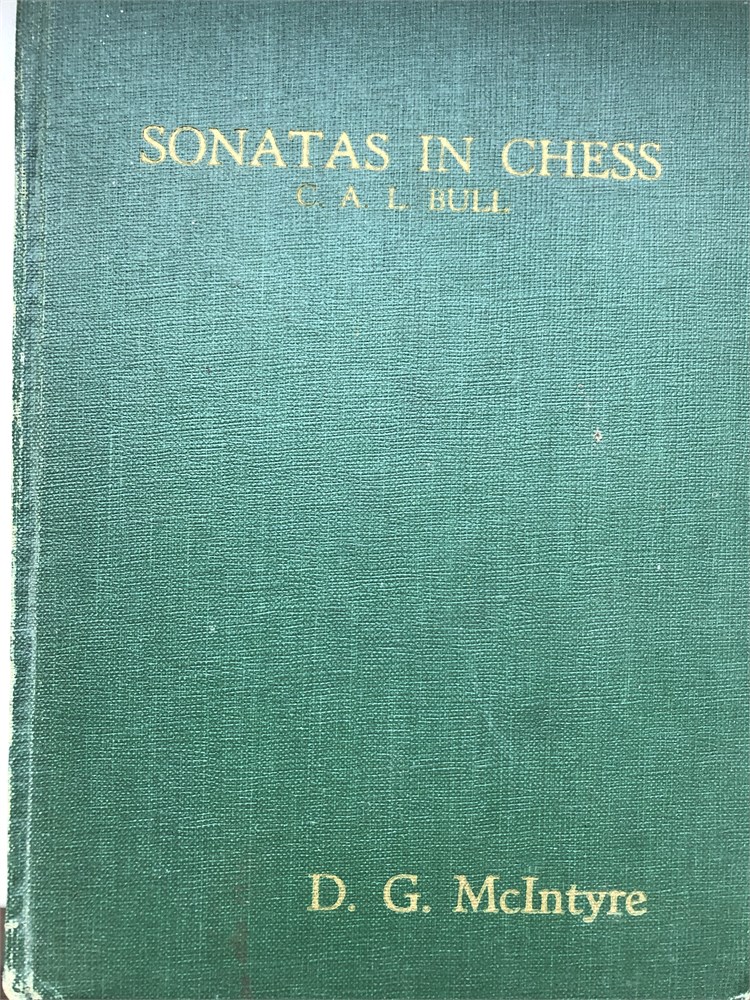 SONATAS IN CHESS
C. A. L. BULL
D. G. McIntyre